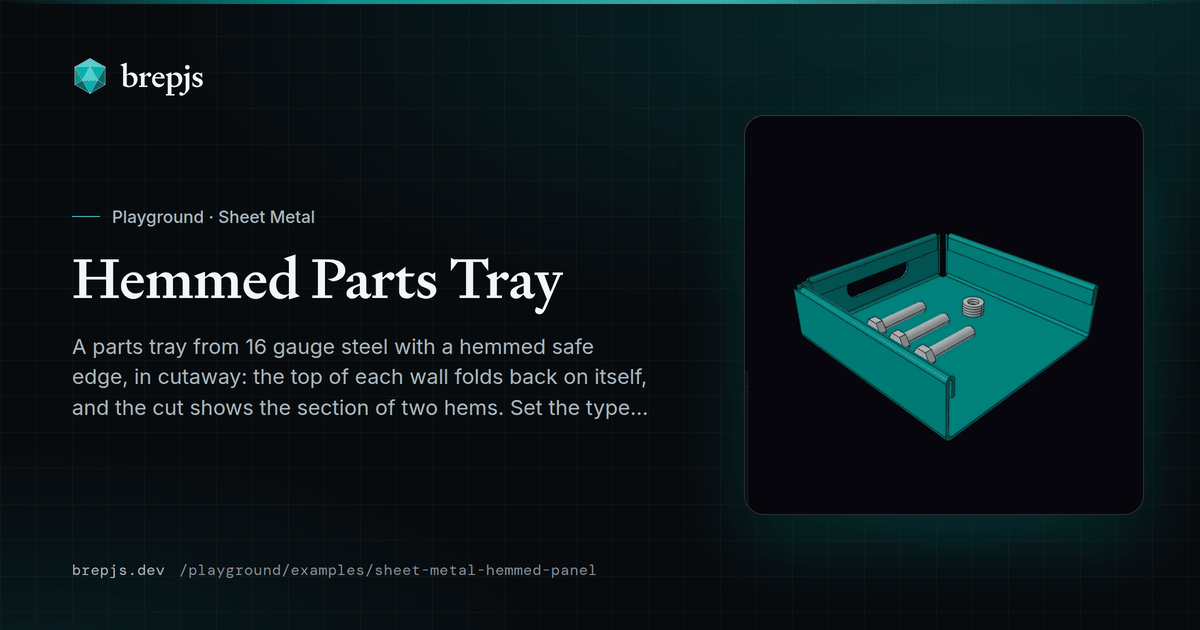 brepjs
Playground · Sheet Metal
Hemmed Parts Tray
A parts tray from 16 gauge steel with a hemmed safe
edge, in cutaway: the top of each wall folds back on itself,
and the cut shows the section of two hems. Set the type...
brepjs.dev /playground/examples/sheet-metal-hemmed-panel